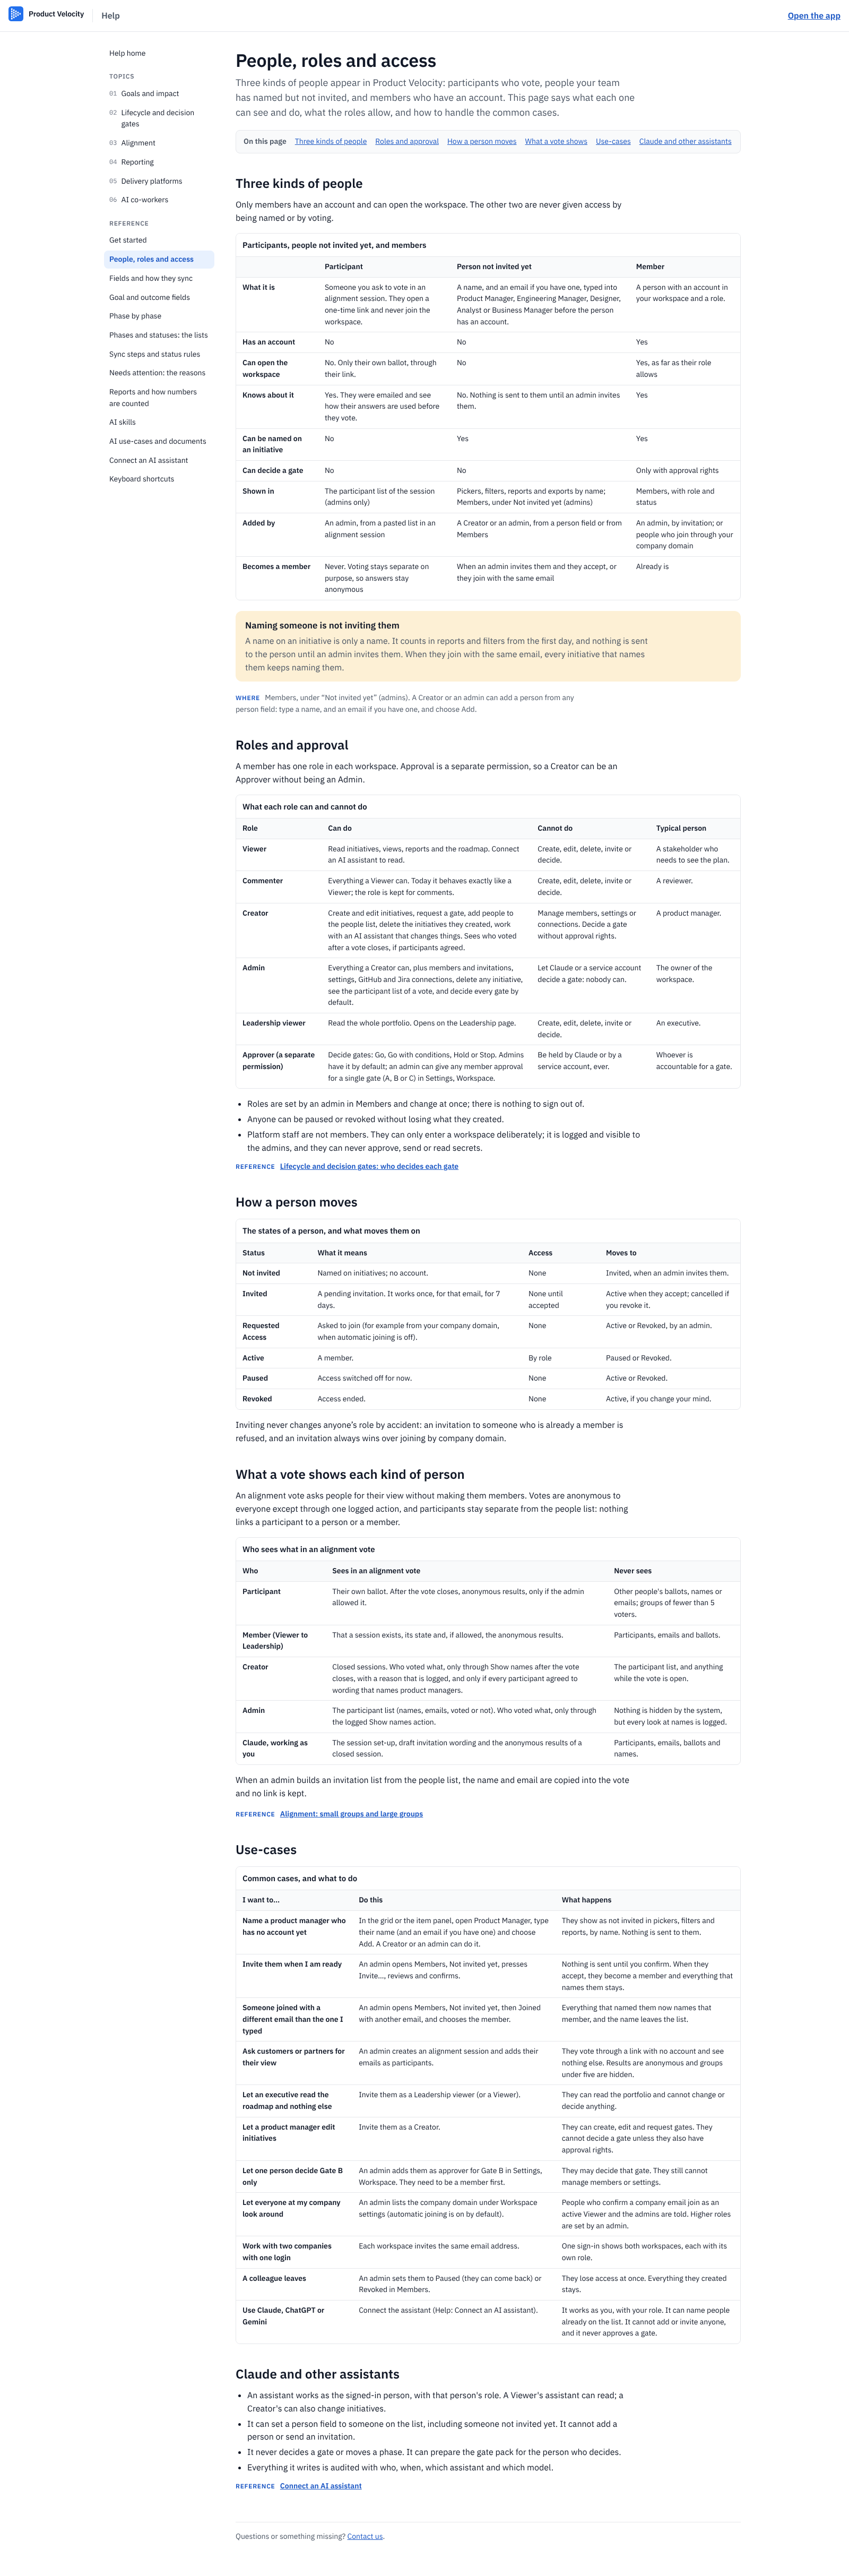 Product Velocity
Help
Open the app
Help home
TOPICS
01 Goals and impact
02 Lifecycle and decision
gates
03 Alignment
04 Reporting
05 Delivery platforms
06 AI co-workers
REFERENCE
Get started
People, roles and access
Fields and how they sync
Goal and outcome fields
Phase by phase
Phases and statuses: the lists
Sync steps and status rules
Needs attention: the reasons
Reports and how numbers
are counted
AI skills
AI use-cases and documents
Connect an AI assistant
Keyboard shortcuts
People, roles and access
Three kinds of people appear in Product Velocity: participants who vote, people your team
has named but not invited, and members who have an account. This page says what each one
can see and do, what the roles allow, and how to handle the common cases.
On this page Three kinds of people Roles and approval How a person moves What a vote shows Use-cases Claude and other assistants
Three kinds of people
Only members have an account and can open the workspace. The other two are never given access by
being named or by voting.
Participants, people not invited yet, and members
Participant Person not invited yet Member
What it is Someone you ask to vote in an A name, and an email if you have one, typed into A person with an account in
alignment session. They open a Product Manager, Engineering Manager, Designer, your workspace and a role.
one-time link and never join the Analyst or Business Manager before the person
workspace. has an account.
Has an account No No Yes
Can open the No. Only their own ballot, through No Yes, as far as their role
workspace their link. allows
Knows about it Yes. They were emailed and see No. Nothing is sent to them until an admin invites Yes
how their answers are used before them.
they vote.
Can be named on No Yes Yes
an initiative
Can decide a gate No No Only with approval rights
Shown in The participant list of the session Pickers, filters, reports and exports by name; Members, with role and
(admins only) Members, under Not invited yet (admins) status
Added by An admin, from a pasted list in an A Creator or an admin, from a person field or from An admin, by invitation; or
alignment session Members people who join through your
company domain
Becomes a member Never. Voting stays separate on When an admin invites them and they accept, or Already is
purpose, so answers stay they join with the same email
anonymous
Naming someone is not inviting them
A name on an initiative is only a name. It counts in reports and filters from the first day, and nothing is sent
to the person until an admin invites them. When they join with the same email, every initiative that names
them keeps naming them.
WHERE Members, under “Not invited yet” (admins). A Creator or an admin can add a person from any
person field: type a name, and an email if you have one, and choose Add.
Roles and approval
A member has one role in each workspace. Approval is a separate permission, so a Creator can be an
Approver without being an Admin.
What each role can and cannot do
Role Can do Cannot do Typical person
Viewer Read initiatives, views, reports and the roadmap. Connect Create, edit, delete, invite or A stakeholder who
an AI assistant to read. decide. needs to see the plan.
Commenter Everything a Viewer can. Today it behaves exactly like a Create, edit, delete, invite or A reviewer.
Viewer; the role is kept for comments. decide.
Creator Create and edit initiatives, request a gate, add people to Manage members, settings or A product manager.
the people list, delete the initiatives they created, work connections. Decide a gate
with an AI assistant that changes things. Sees who voted without approval rights.
after a vote closes, if participants agreed.
Admin Everything a Creator can, plus members and invitations, Let Claude or a service account The owner of the
settings, GitHub and Jira connections, delete any initiative, decide a gate: nobody can. workspace.
see the participant list of a vote, and decide every gate by
default.
Leadership viewer Read the whole portfolio. Opens on the Leadership page. Create, edit, delete, invite or An executive.
decide.
Approver (a separate Decide gates: Go, Go with conditions, Hold or Stop. Admins Be held by Claude or by a Whoever is
permission) have it by default; an admin can give any member approval service account, ever. accountable for a gate.
for a single gate (A, B or C) in Settings, Workspace.
• Roles are set by an admin in Members and change at once; there is nothing to sign out of.
• Anyone can be paused or revoked without losing what they created.
• Platform staff are not members. They can only enter a workspace deliberately; it is logged and visible to
the admins, and they can never approve, send or read secrets.
REFERENCE Lifecycle and decision gates: who decides each gate
How a person moves
The states of a person, and what moves them on
Status What it means Access Moves to
Not invited Named on initiatives; no account. None Invited, when an admin invites them.
Invited A pending invitation. It works once, for that email, for 7 None until Active when they accept; cancelled if
days. accepted you revoke it.
Requested Asked to join (for example from your company domain, None Active or Revoked, by an admin.
Access when automatic joining is off).
Active A member. By role Paused or Revoked.
Paused Access switched off for now. None Active or Revoked.
Revoked Access ended. None Active, if you change your mind.
Inviting never changes anyone’s role by accident: an invitation to someone who is already a member is
refused, and an invitation always wins over joining by company domain.
What a vote shows each kind of person
An alignment vote asks people for their view without making them members. Votes are anonymous to
everyone except through one logged action, and participants stay separate from the people list: nothing
links a participant to a person or a member.
Who sees what in an alignment vote
Who Sees in an alignment vote Never sees
Participant Their own ballot. After the vote closes, anonymous results, only if the admin Other people's ballots, names or
allowed it. emails; groups of fewer than 5
voters.
Member (Viewer to That a session exists, its state and, if allowed, the anonymous results. Participants, emails and ballots.
Leadership)
Creator Closed sessions. Who voted what, only through Show names after the vote The participant list, and anything
closes, with a reason that is logged, and only if every participant agreed to while the vote is open.
wording that names product managers.
Admin The participant list (names, emails, voted or not). Who voted what, only through Nothing is hidden by the system,
the logged Show names action. but every look at names is logged.
Claude, working as The session set-up, draft invitation wording and the anonymous results of a Participants, emails, ballots and
you closed session. names.
When an admin builds an invitation list from the people list, the name and email are copied into the vote
and no link is kept.
REFERENCE Alignment: small groups and large groups
Use-cases
Common cases, and what to do
I want to… Do this What happens
Name a product manager who In the grid or the item panel, open Product Manager, type They show as not invited in pickers, filters and
has no account yet their name (and an email if you have one) and choose reports, by name. Nothing is sent to them.
Add. A Creator or an admin can do it.
Invite them when I am ready An admin opens Members, Not invited yet, presses Nothing is sent until you confirm. When they
Invite…, reviews and confirms. accept, they become a member and everything that
names them stays.
Someone joined with a An admin opens Members, Not invited yet, then Joined Everything that named them now names that
different email than the one I with another email, and chooses the member. member, and the name leaves the list.
typed
Ask customers or partners for An admin creates an alignment session and adds their They vote through a link with no account and see
their view emails as participants. nothing else. Results are anonymous and groups
under five are hidden.
Let an executive read the Invite them as a Leadership viewer (or a Viewer). They can read the portfolio and cannot change or
roadmap and nothing else decide anything.
Let a product manager edit Invite them as a Creator. They can create, edit and request gates. They
initiatives cannot decide a gate unless they also have
approval rights.
Let one person decide Gate B An admin adds them as approver for Gate B in Settings, They may decide that gate. They still cannot
only Workspace. They need to be a member first. manage members or settings.
Let everyone at my company An admin lists the company domain under Workspace People who confirm a company email join as an
look around settings (automatic joining is on by default). active Viewer and the admins are told. Higher roles
are set by an admin.
Work with two companies Each workspace invites the same email address. One sign-in shows both workspaces, each with its
with one login own role.
A colleague leaves An admin sets them to Paused (they can come back) or They lose access at once. Everything they created
Revoked in Members. stays.
Use Claude, ChatGPT or Connect the assistant (Help: Connect an AI assistant). It works as you, with your role. It can name people
Gemini already on the list. It cannot add or invite anyone,
and it never approves a gate.
Claude and other assistants
• An assistant works as the signed-in person, with that person's role. A Viewer's assistant can read; a
Creator's can also change initiatives.
• It can set a person field to someone on the list, including someone not invited yet. It cannot add a
person or send an invitation.
• It never decides a gate or moves a phase. It can prepare the gate pack for the person who decides.
• Everything it writes is audited with who, when, which assistant and which model.
REFERENCE Connect an AI assistant
Questions or something missing? Contact us.